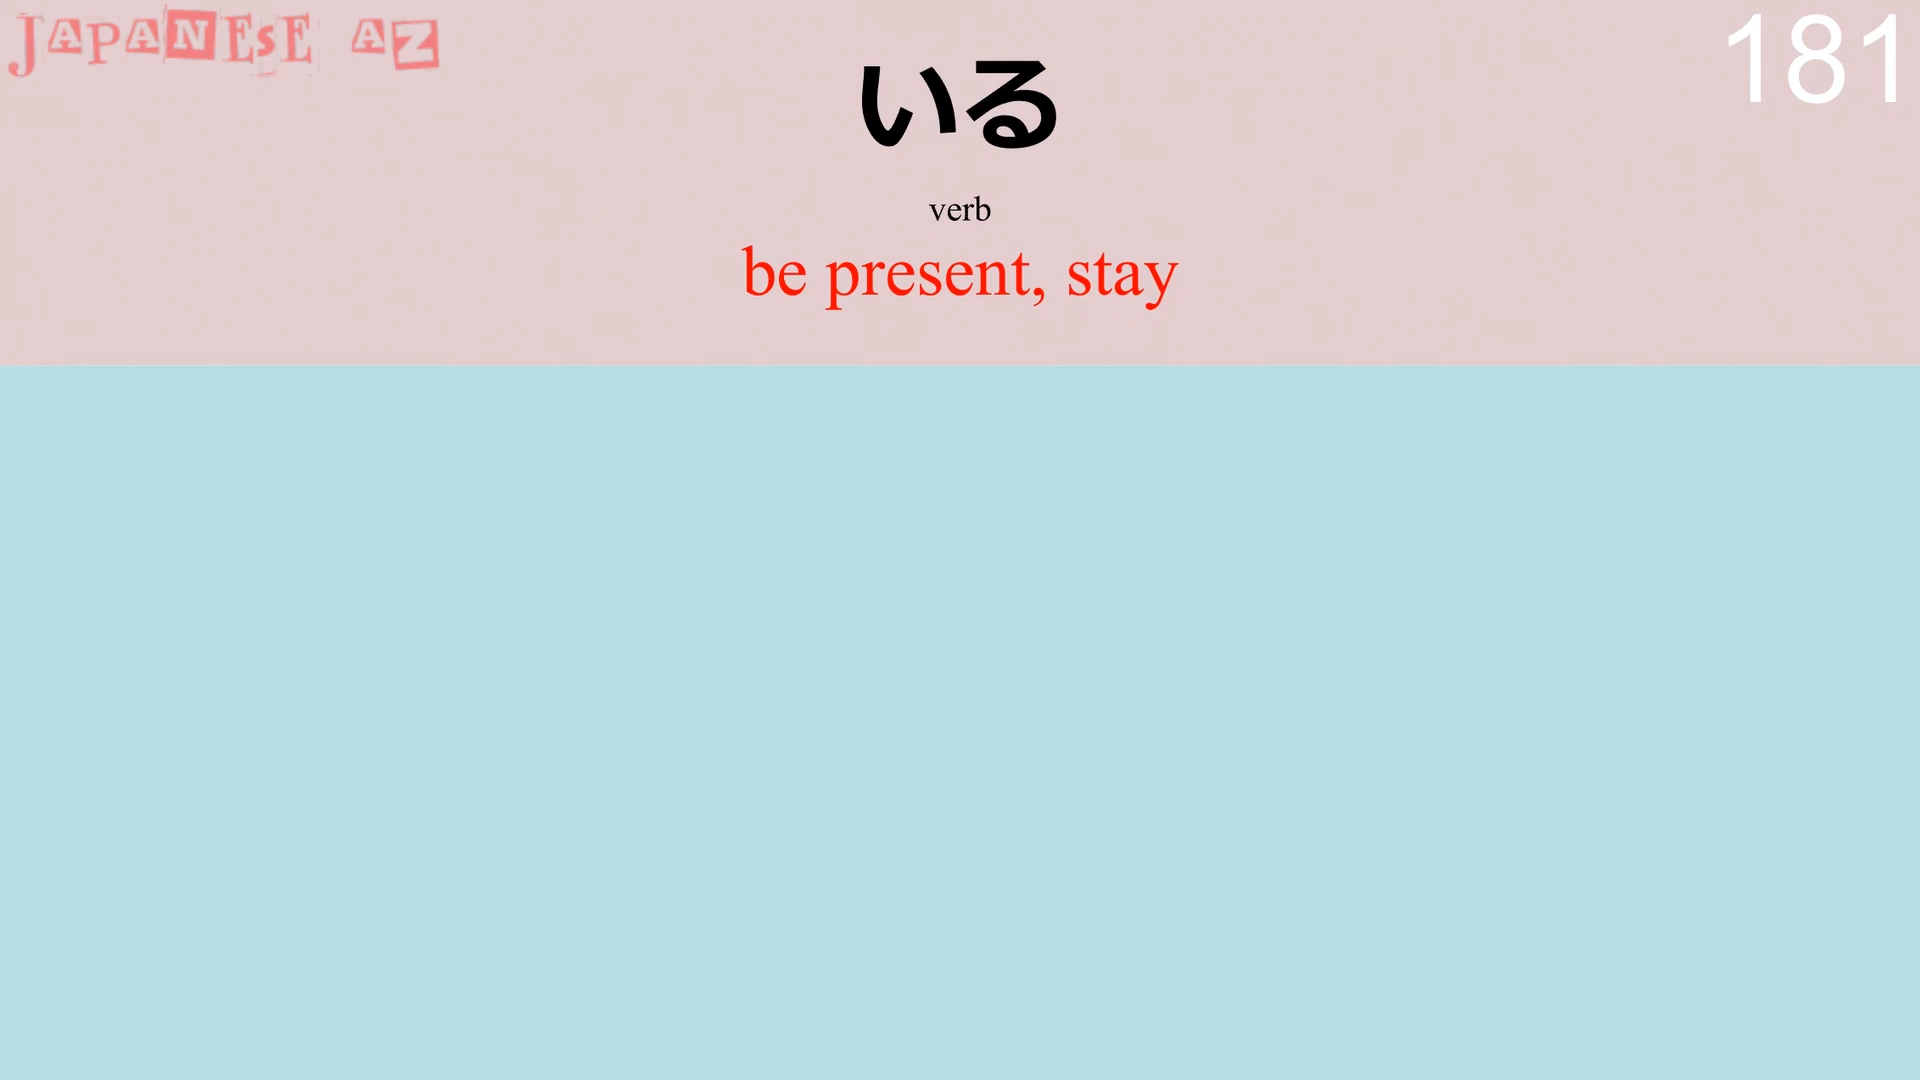 JAPANESE AZ
181
いる
verb
be present, stay